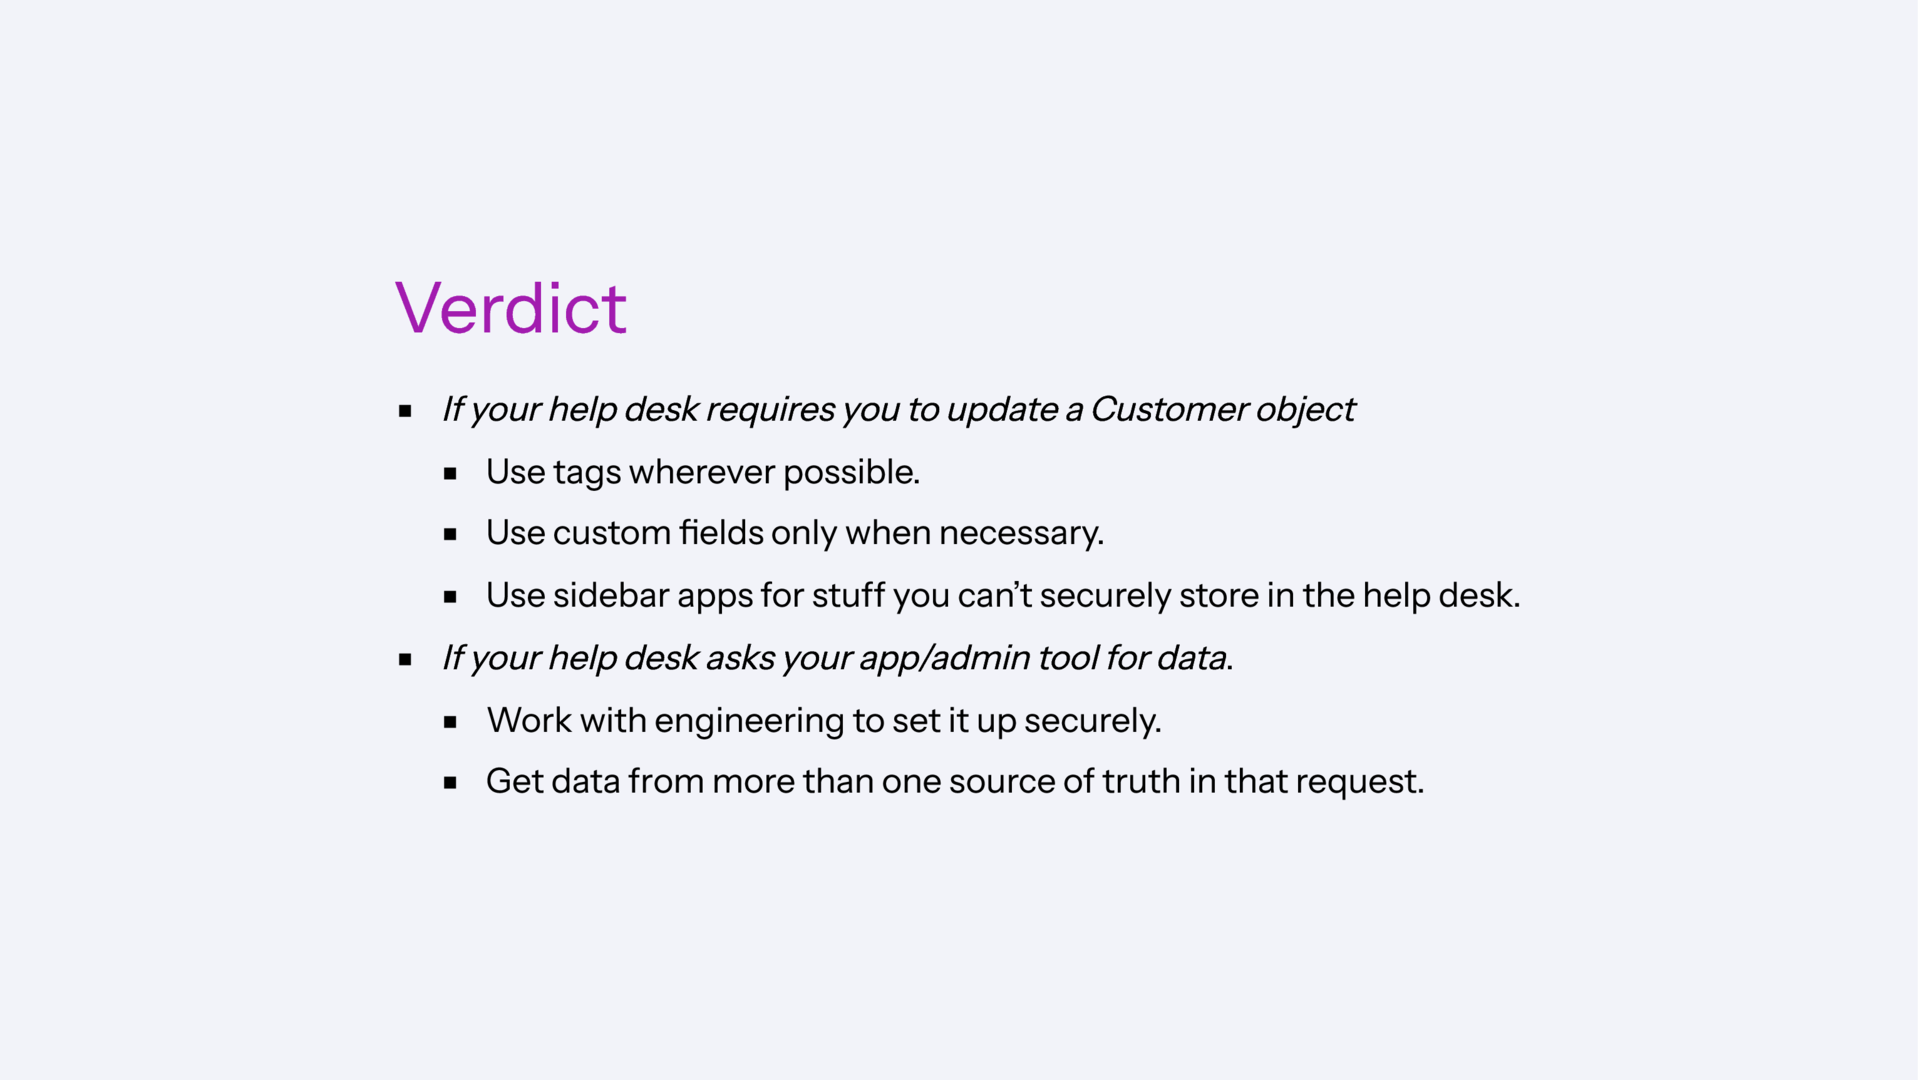 Verdict
▪ If your help desk requires you to update a Customer object
▪ Use tags wherever possible.
▪ Use custom fields only when necessary.
▪ Use sidebar apps for stuff you can’t securely store in the help desk.
▪ If your help desk asks your app/admin tool for data.
▪ Work with engineering to set it up securely.
▪ Get data from more than one source of truth in that request.